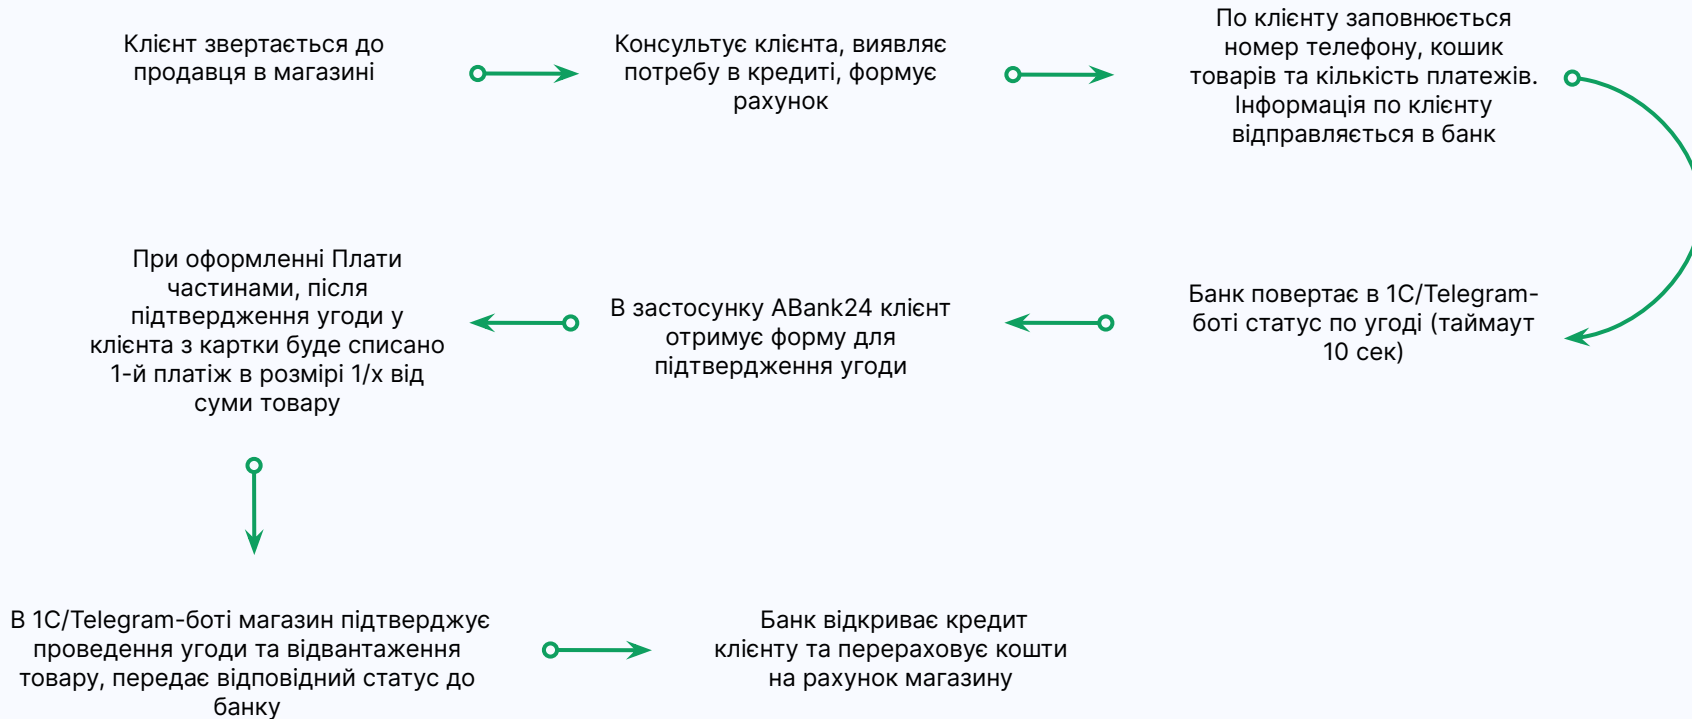 Клієнт звертається до
продавця в магазині
Консультує клієнта, виявляє
потребу в кредиті, формує
рахунок
По клієнту заповнюється
номер телефону, кошик
товарів та кількість платежів.
Інформація по клієнту
відправляється в банк
Банк повертає в 1С/Telegram-
боті статус по угоді (таймаут
10 сек)
В застосунку ABank24 клієнт
отримує форму для
підтвердження угоди
При оформленні Плати
частинами, після
підтвердження угоди у
клієнта з картки буде списано
1-й платіж в розмірі 1/х від
суми товару
В 1С/Telegram-боті магазин підтверджує
проведення угоди та відвантаження
товару, передає відповідний статус до
банку
Банк відкриває кредит
клієнту та перераховує кошти
на рахунок магазину